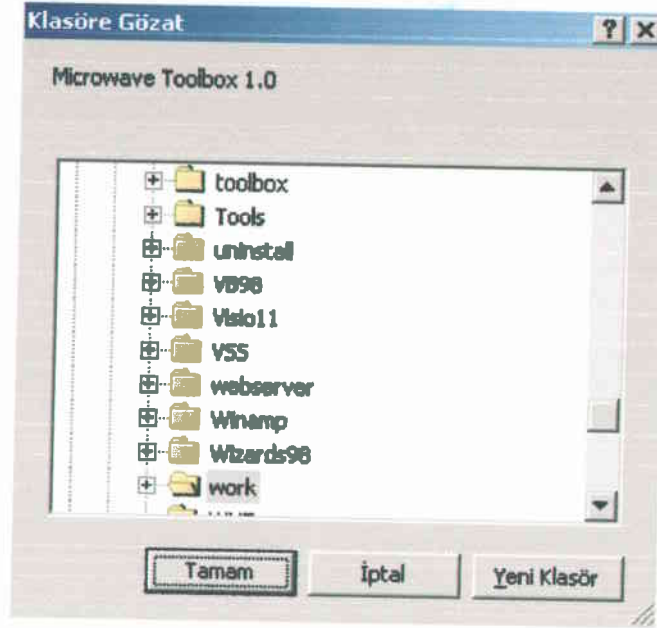 Klasöre Gözat
? ×
Microwave Toolbox 1.0
toolbox
Tools
uninstall
VB98
Visio11
VSS
webserver
Winamp
Wizards98
work
Tamam
İptal
Yeni Klasör